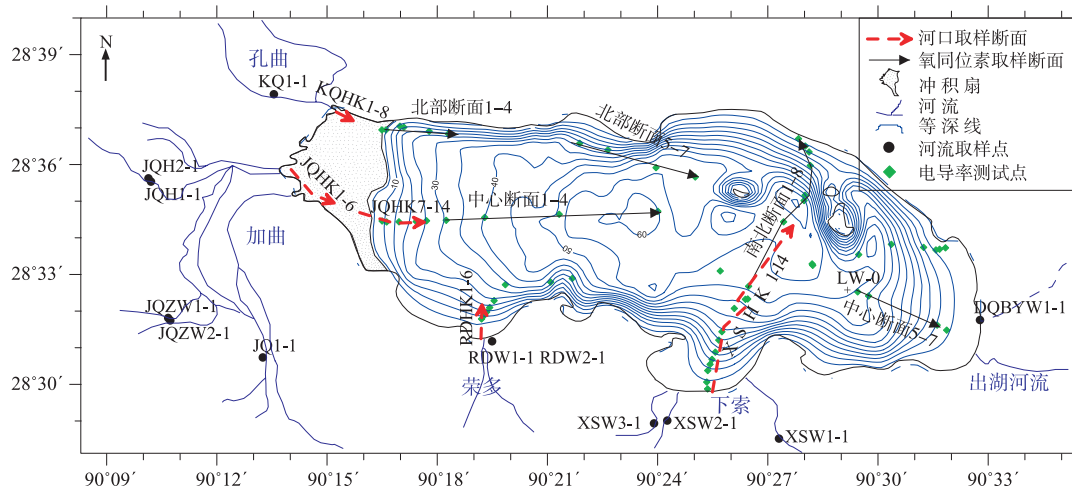 28°39′
28°36′
28°33′
28°30′
90°09′
90°12′
90°15′
90°18′
90°21′
90°24′
90°27′
90°30′
90°33′
N
孔曲
KQ1-1
KQHK1-8
北部断面1-4
北部断面5-7
JQH2-1
JQH1-1
JQHK1-6
JQHK7-14
中心断面1-4
加曲
10
30
40
50
60
南北断面1-8
LW-0
中心断面5-7
JQZW1-1
JQZW2-1
JQ1-1
RDHK1-6
RDW1-1 RDW2-1
荣多
XSHK1-14
下索
XSW3-1
XSW2-1
XSW1-1
DQBYW1-1
出湖河流
河口取样断面
氧同位素取样断面
冲积扇
河流
等深线
河流取样点
电导率测试点